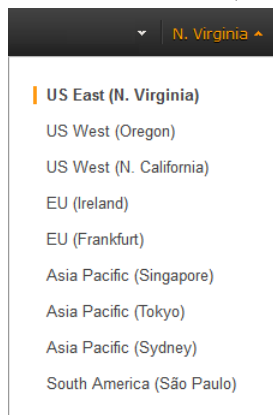 N. Virginia
US East (N. Virginia)
US West (Oregon)
US West (N. California)
EU (Ireland)
EU (Frankfurt)
Asia Pacific (Singapore)
Asia Pacific (Tokyo)
Asia Pacific (Sydney)
South America (São Paulo)